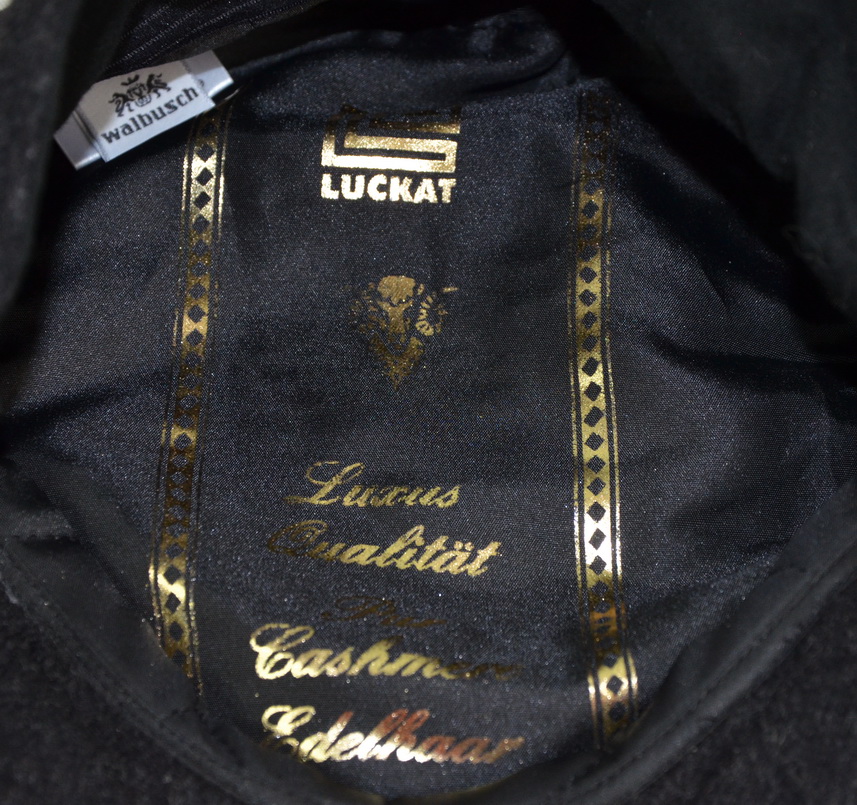 walbusch
LUCKAT
Luxus
Qualität
Pur
Cashmere
Edelhaar